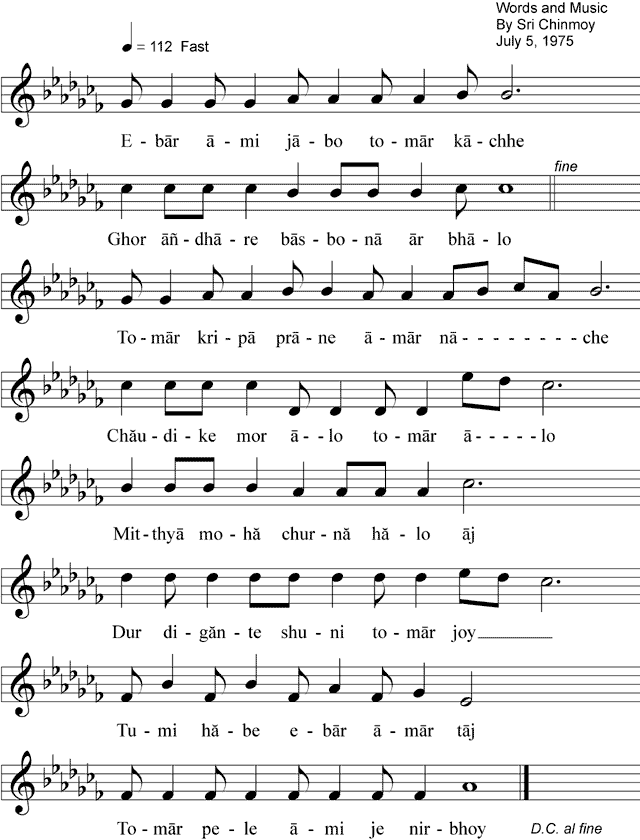 Words and Music
By Sri Chinmoy
July 5, 1975
= 112 Fast
E - bār ā - mi jā - bo to - mār kā - chhe
fine
Ghor āñ - dhā - re bās - bo - nā ār bhā - lo
To - mār kri - pā prā - ne ā - mār nā - - - - - - - - - che
Chău - di - ke mor ā - lo to - mār ā - - - - - lo
Mit - thyā mo - hă chur - nă hă - lo āj
Dur di - găn - te shu - ni to - mār joy
Tu - mi hă - be e - bār ā - mār tāj
To - mār pe - le ā - mi je nir - bhoy
D.C. al fine